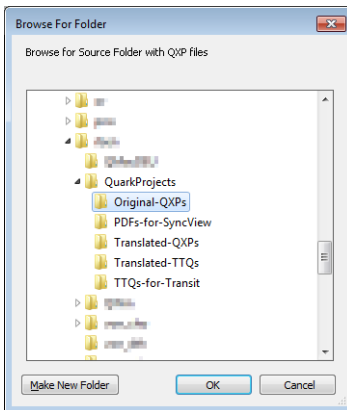 Browse For Folder
Browse for Source Folder with QXP files
QuarkProjects
Original-QXPs
PDFs-for-SyncView
Translated-QXPs
Translated-TTQs
TTQs-for-Transit
Make New Folder
OK
Cancel